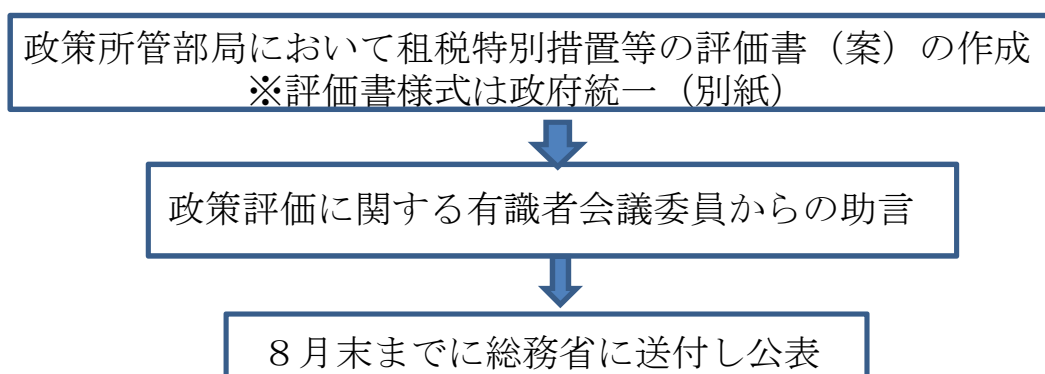 政策所管部局において租税特別措置等の評価書（案）の作成
※評価書様式は政府統一（別紙）
政策評価に関する有識者会議委員からの助言
８月末までに総務省に送付し公表